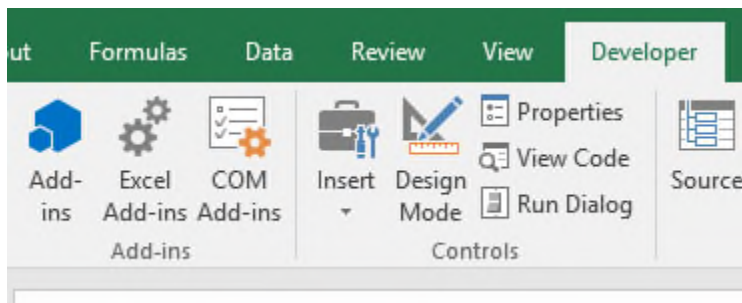 ut Formulas Data Review View Developer
Add-ins
Excel Add-ins
COM Add-ins
Insert
Design Mode
Properties
View Code
Run Dialog
Source
Add-ins
Controls